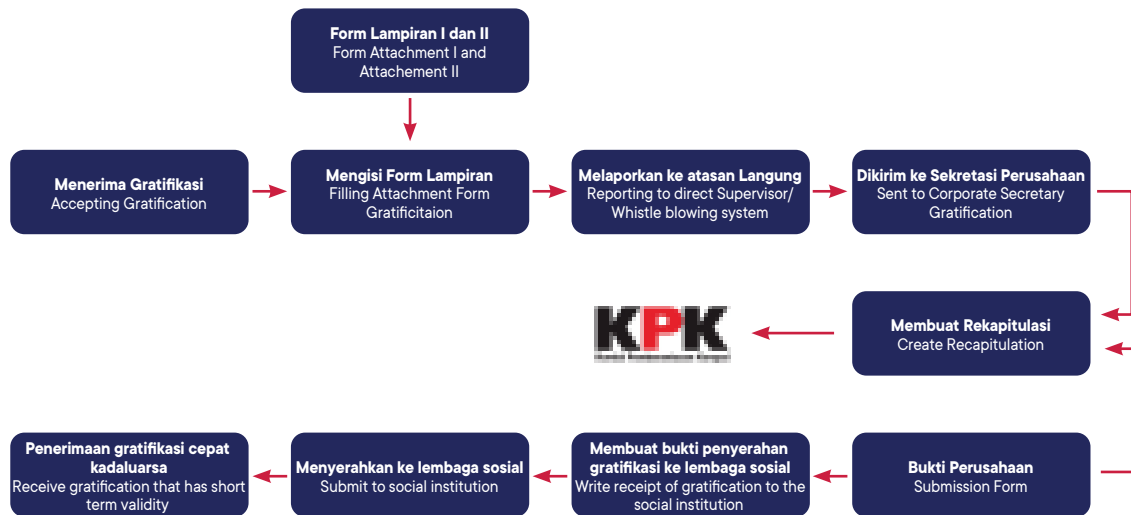 Form Lampiran I dan II
Form Attachment I and
Attachement II
Menerima Gratifikasi
Accepting Gratification
Mengisi Form Lampiran
Filling Attachment Form
Gratificitaion
Melaporkan ke atasan Langsung
Reporting to direct Supervisor/
Whistle blowing system
Dikirim ke Sekretasi Perusahaan
Sent to Corporate Secretary
Gratification
KPK
Membuat Rekapitulasi
Create Recapitulation
Penerimaan gratifikasi cepat
kadaluarsa
Receive gratification that has short
term validity
Menyerahkan ke lembaga sosial
Submit to social institution
Membuat bukti penyerahan
gratifikasi ke lembaga sosial
Write receipt of gratification to the
social institution
Bukti Perusahaan
Submission Form